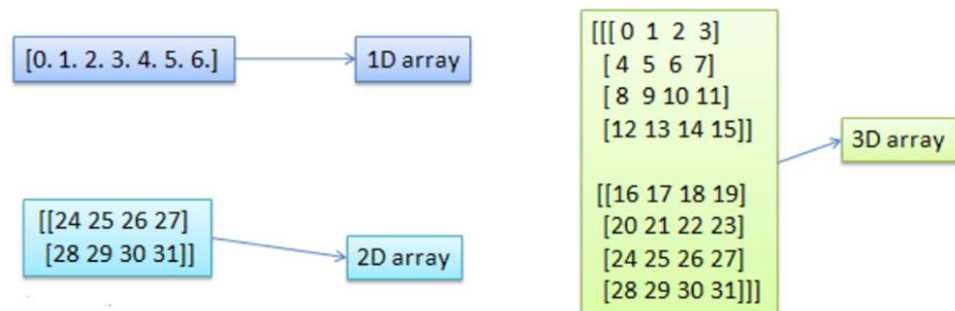 [0. 1. 2. 3. 4. 5. 6.]
1D array
[[24 25 26 27]
[28 29 30 31]]
2D array
[[[ 0 1 2 3]
[ 4 5 6 7]
[ 8 9 10 11]
[12 13 14 15]]
[[16 17 18 19]
[20 21 22 23]
[24 25 26 27]
[28 29 30 31]]]
3D array